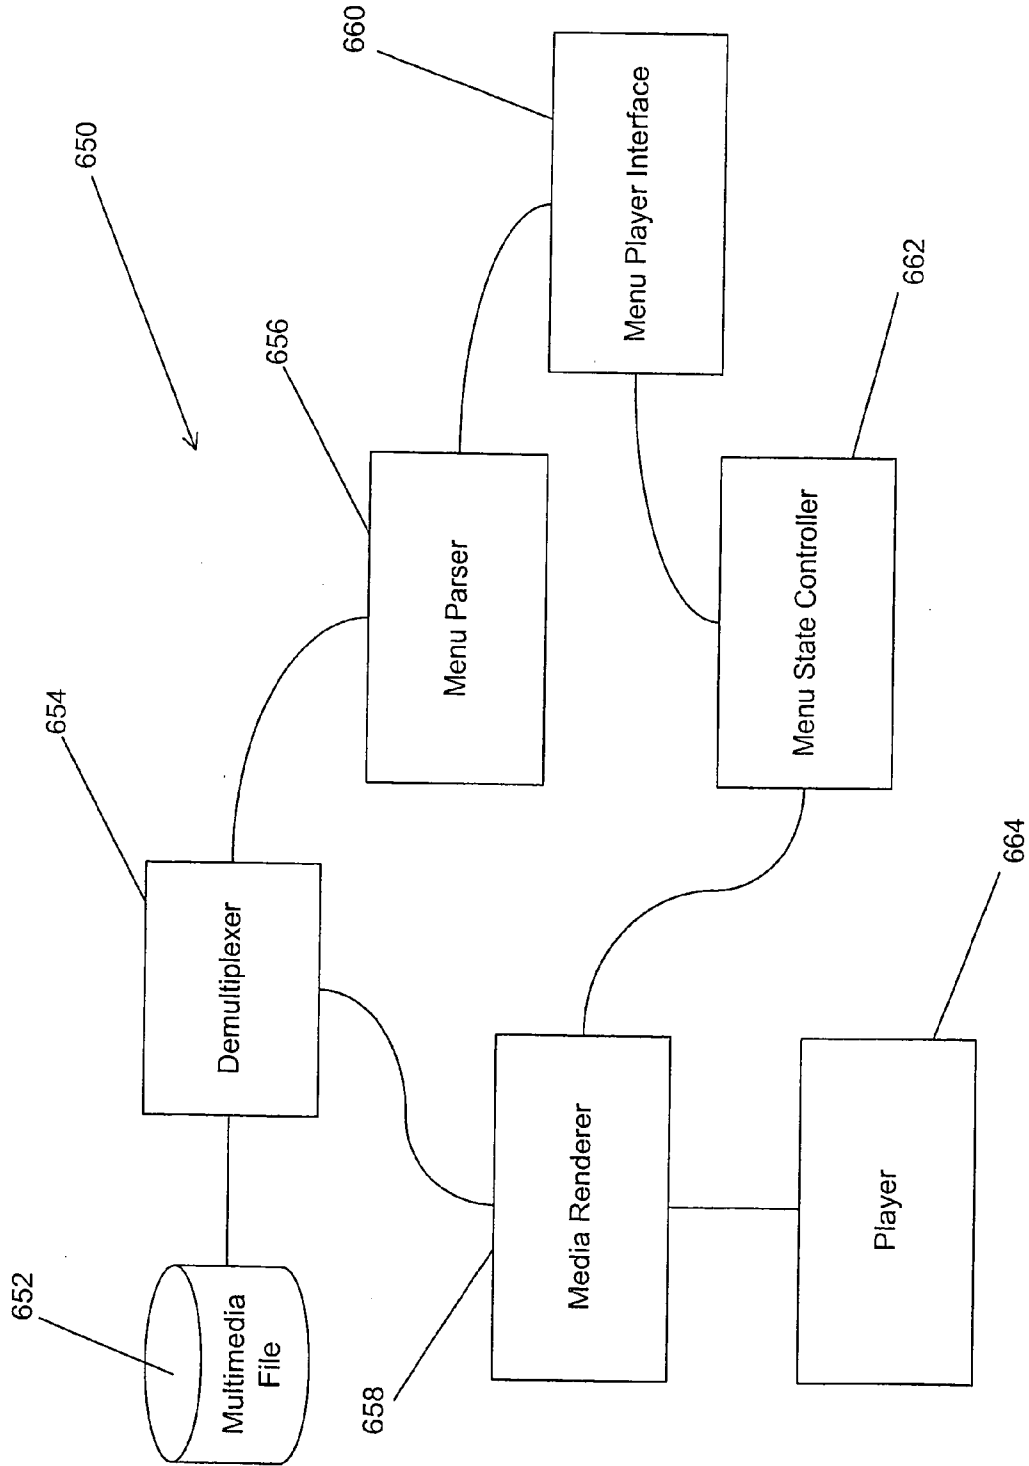 650
652
Multimedia
File
654
Demultiplexer
656
Menu Parser
660
Menu Player Interface
658
Media Renderer
662
Menu State Controller
664
Player